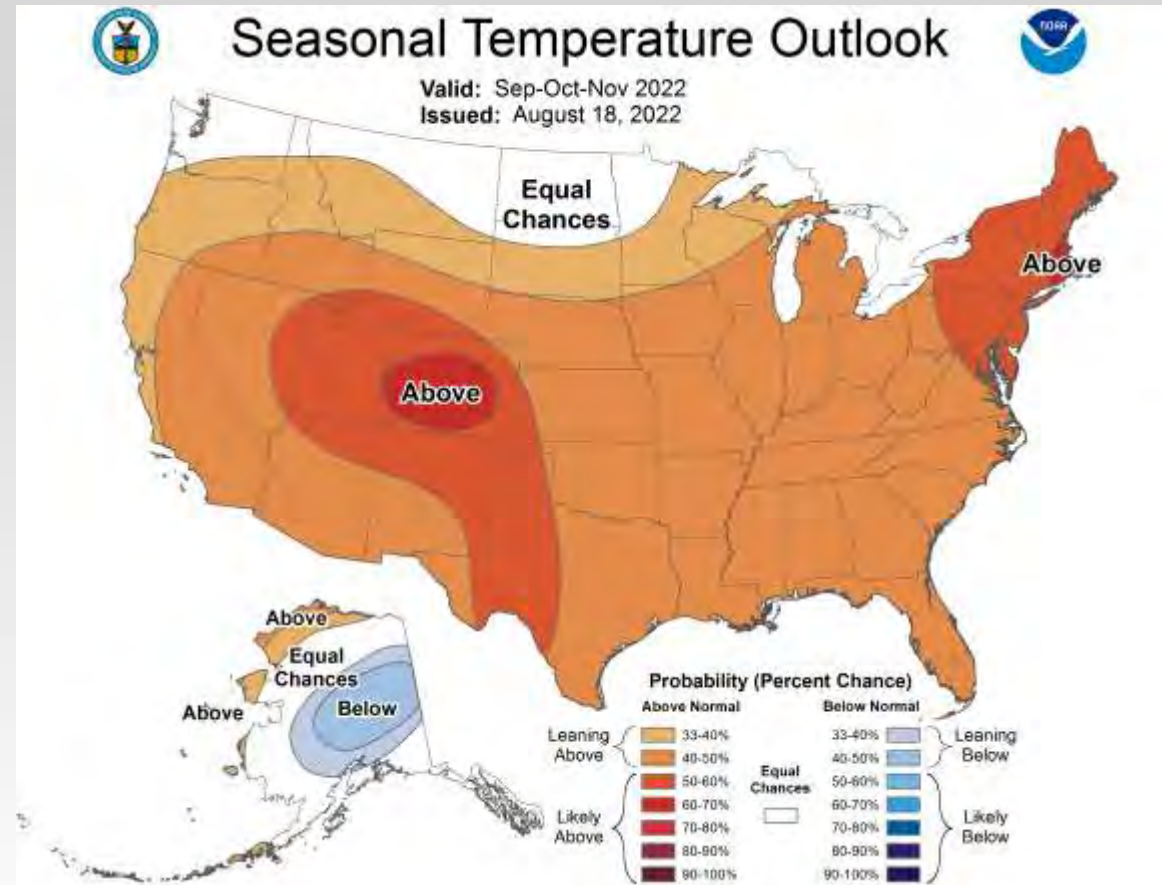 Seasonal Temperature Outlook
NOAA
Valid: Sep-Oct-Nov 2022
Issued: August 18, 2022
Equal
Chances
Above
Above
Above
Equal
Chances
Above
Below
Probability (Percent Chance)
Above Normal
Below Normal
Leaning
Above
33-40%
40-50%
50-60%
60-70%
70-80%
80-90%
90-100%
Likely
Above
Equal
Chances
33-40%
40-50%
50-60%
60-70%
70-80%
80-90%
90-100%
Leaning
Below
Likely
Below